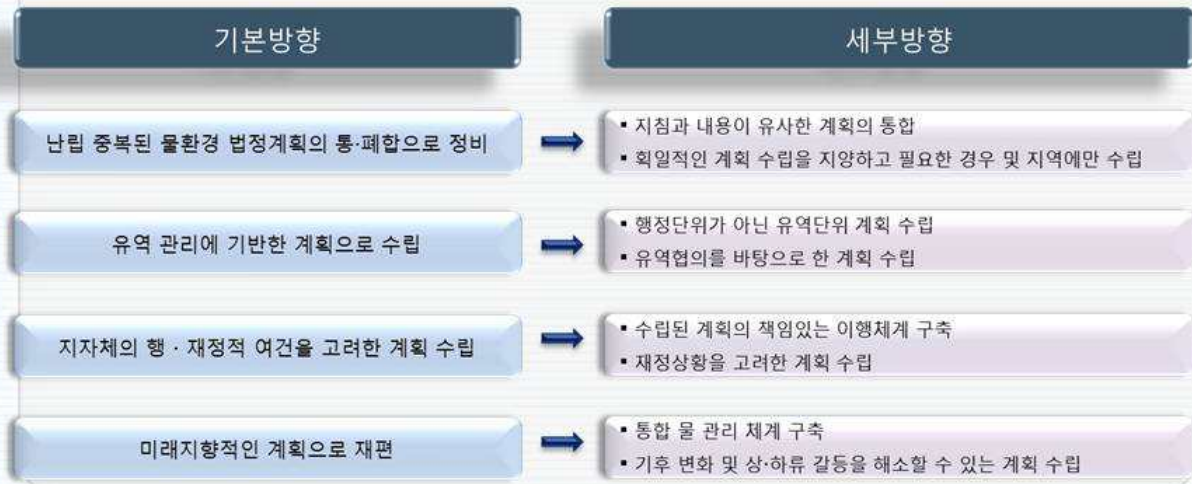 기본방향
세부방향
난립 중복된 물환경 법정계획의 통·폐합으로 정비
▪ 지침과 내용이 유사한 계획의 통합
▪ 획일적인 계획 수립을 지양하고 필요한 경우 및 지역에만 수립
유역 관리에 기반한 계획으로 수립
▪ 행정단위가 아닌 유역단위 계획 수립
▪ 유역협의를 바탕으로 한 계획 수립
지자체의 행 · 재정적 여건을 고려한 계획 수립
▪ 수립된 계획의 책임있는 이행체계 구축
▪ 재정상황을 고려한 계획 수립
미래지향적인 계획으로 재편
▪ 통합 물 관리 체계 구축
▪ 기후 변화 및 상·하류 갈등을 해소할 수 있는 계획 수립